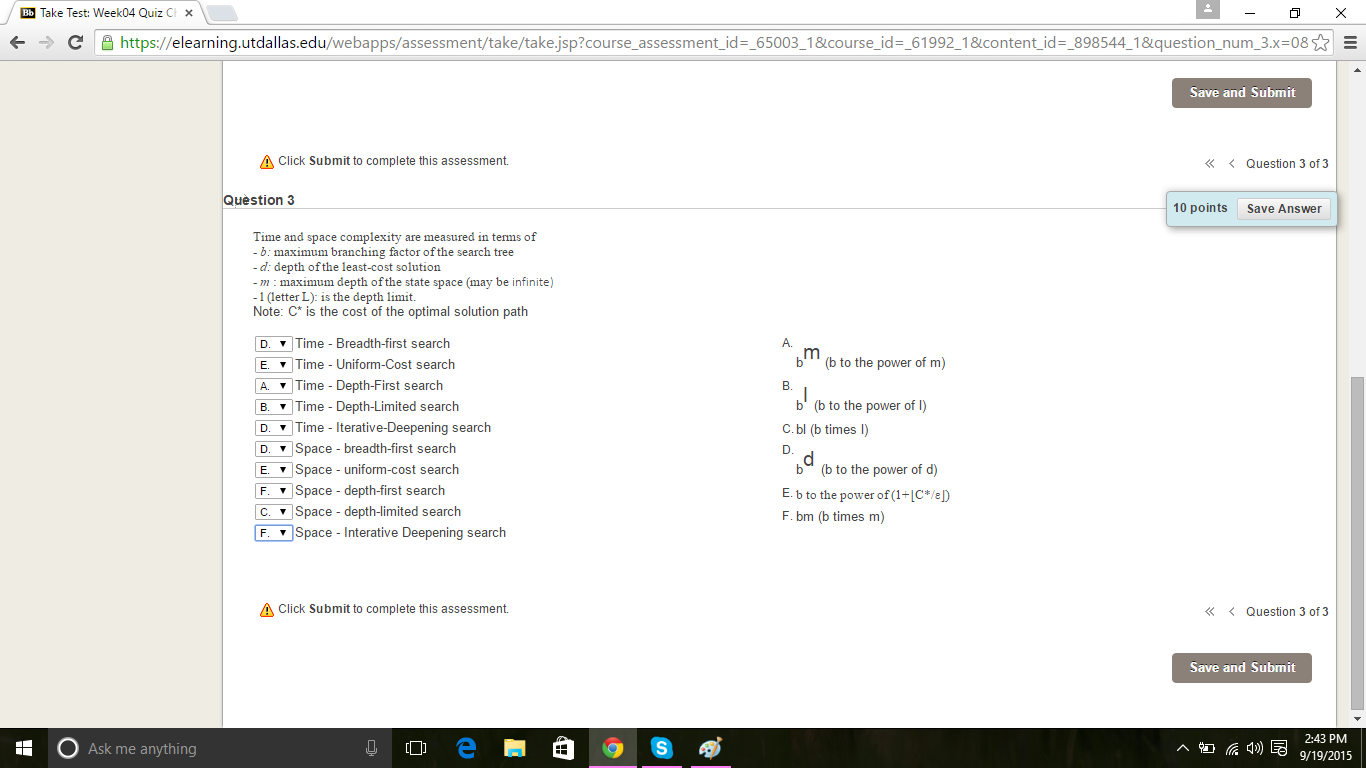 Bb Take Test: Week04 Quiz Ch
https://elearning.utdallas.edu/webapps/assessment/take/take.jsp?course_assessment_id=_65003_1&course_id=_61992_1&content_id=_898544_1&question_num_3.x=08
Save and Submit
Click Submit to complete this assessment.
Question 3 of 3
Question 3
10 points Save Answer
Time and space complexity are measured in terms of
- b: maximum branching factor of the search tree
- d: depth of the least-cost solution
- m : maximum depth of the state space (may be infinite)
- l (letter L): is the depth limit.
Note: C* is the cost of the optimal solution path
D. Time - Breadth-first search
E. Time - Uniform-Cost search
A. Time - Depth-First search
B. Time - Depth-Limited search
D. Time - Iterative-Deepening search
D. Space - breadth-first search
E. Space - uniform-cost search
F. Space - depth-first search
C. Space - depth-limited search
F. Space - Interative Deepening search
A.
b^m (b to the power of m)
B.
b^l (b to the power of l)
C. bl (b times l)
D.
b^d (b to the power of d)
E. b to the power of (1+⌊C*/ε⌋)
F. bm (b times m)
Click Submit to complete this assessment.
Question 3 of 3
Save and Submit
Ask me anything
2:43 PM
9/19/2015